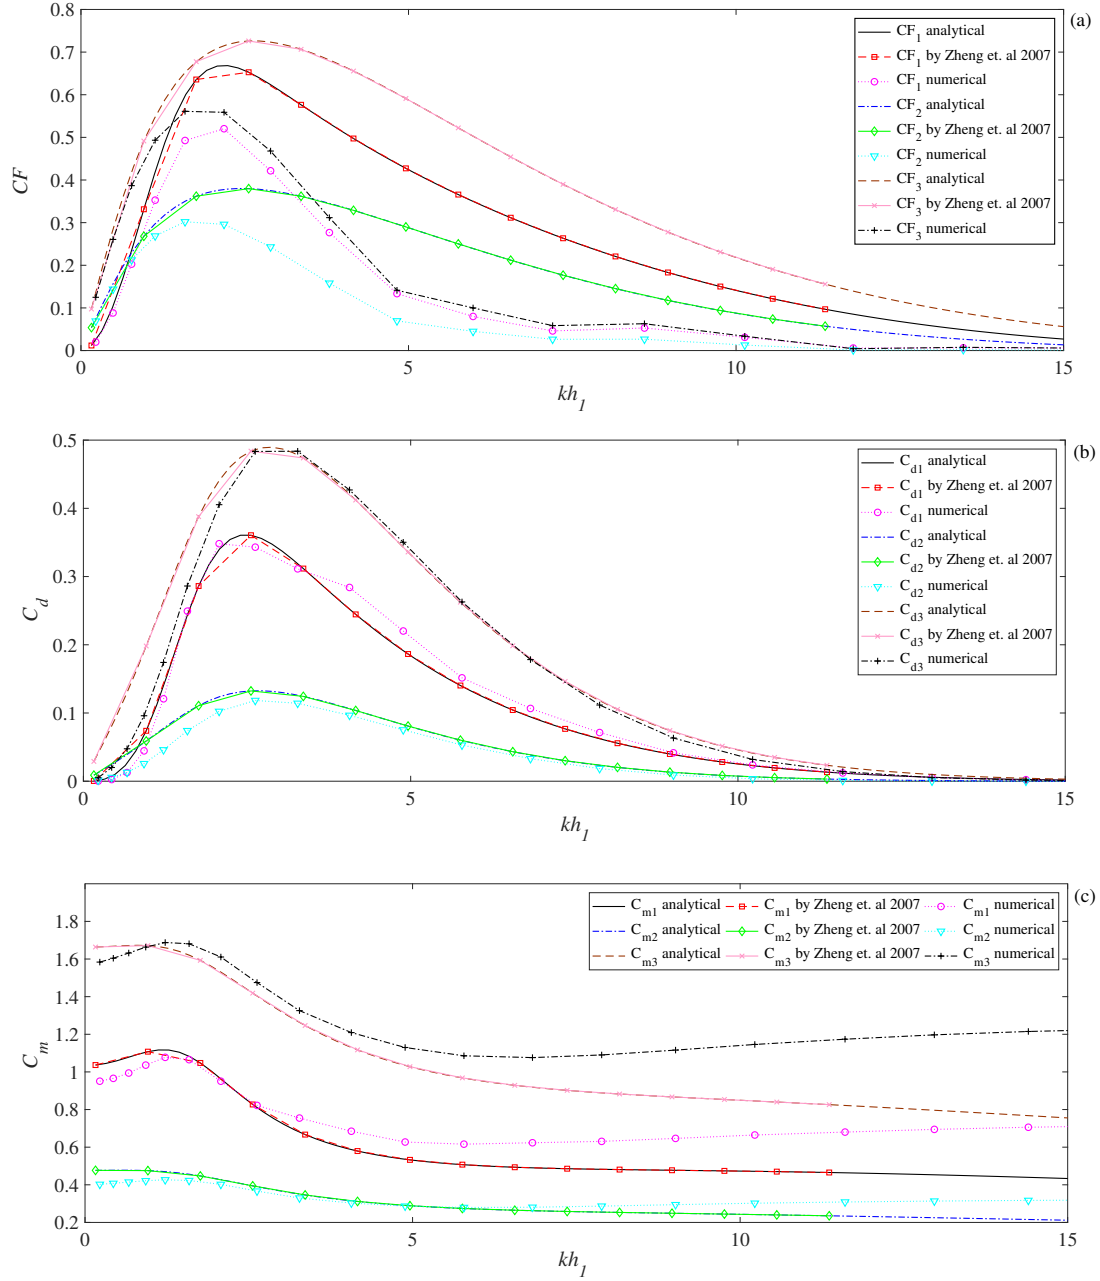 (a)
0.8
0.7
0.6
0.5
0.4
0.3
0.2
0.1
0
CF
CF1 analytical
CF1 by Zheng et. al 2007
CF1 numerical
CF2 analytical
CF2 by Zheng et. al 2007
CF2 numerical
CF3 analytical
CF3 by Zheng et. al 2007
CF3 numerical
0 5 10 15
kh1
(b)
0.5
0.4
0.3
0.2
0.1
0
Cd
Cd1 analytical
Cd1 by Zheng et. al 2007
Cd1 numerical
Cd2 analytical
Cd2 by Zheng et. al 2007
Cd2 numerical
Cd3 analytical
Cd3 by Zheng et. al 2007
Cd3 numerical
0 5 10 15
kh1
(c)
1.8
1.6
1.4
1.2
1
0.8
0.6
0.4
0.2
Cm
Cm1 analytical Cm1 by Zheng et. al 2007 Cm1 numerical
Cm2 analytical Cm2 by Zheng et. al 2007 Cm2 numerical
Cm3 analytical Cm3 by Zheng et. al 2007 Cm3 numerical
0 5 10 15
kh1